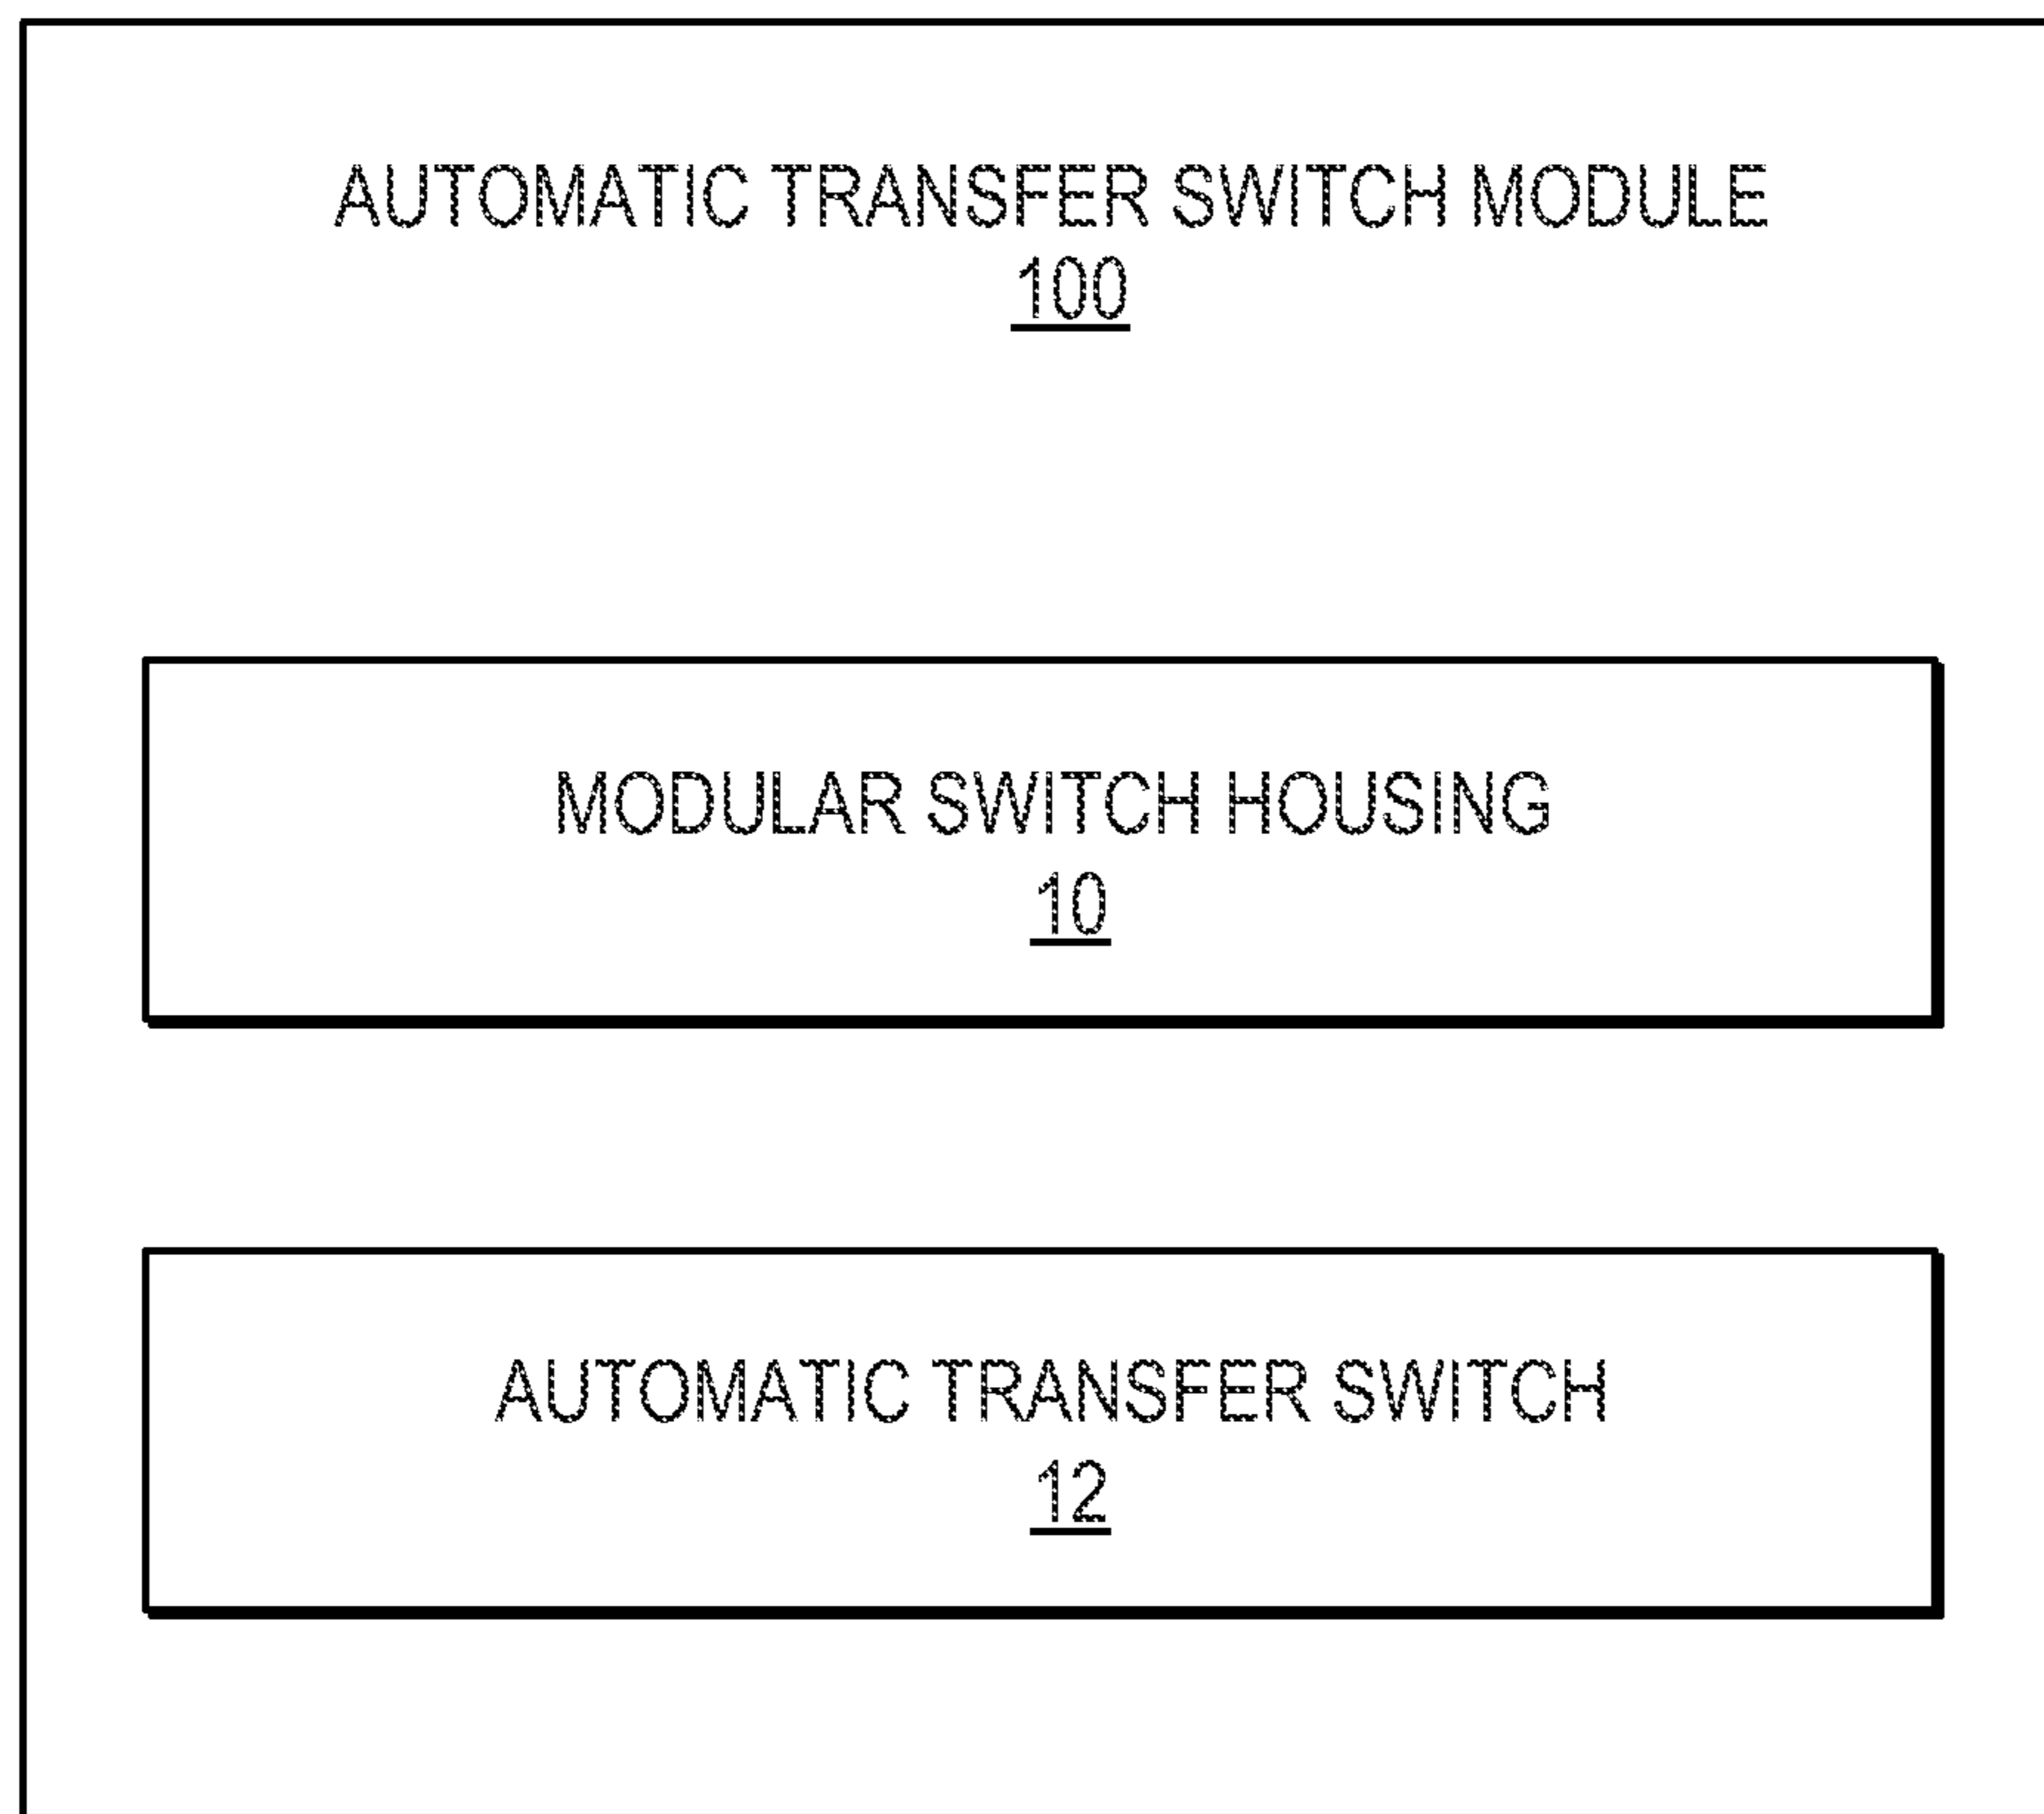 AUTOMATIC TRANSFER SWITCH MODULE
100
MODULAR SWITCH HOUSING
10
AUTOMATIC TRANSFER SWITCH
12